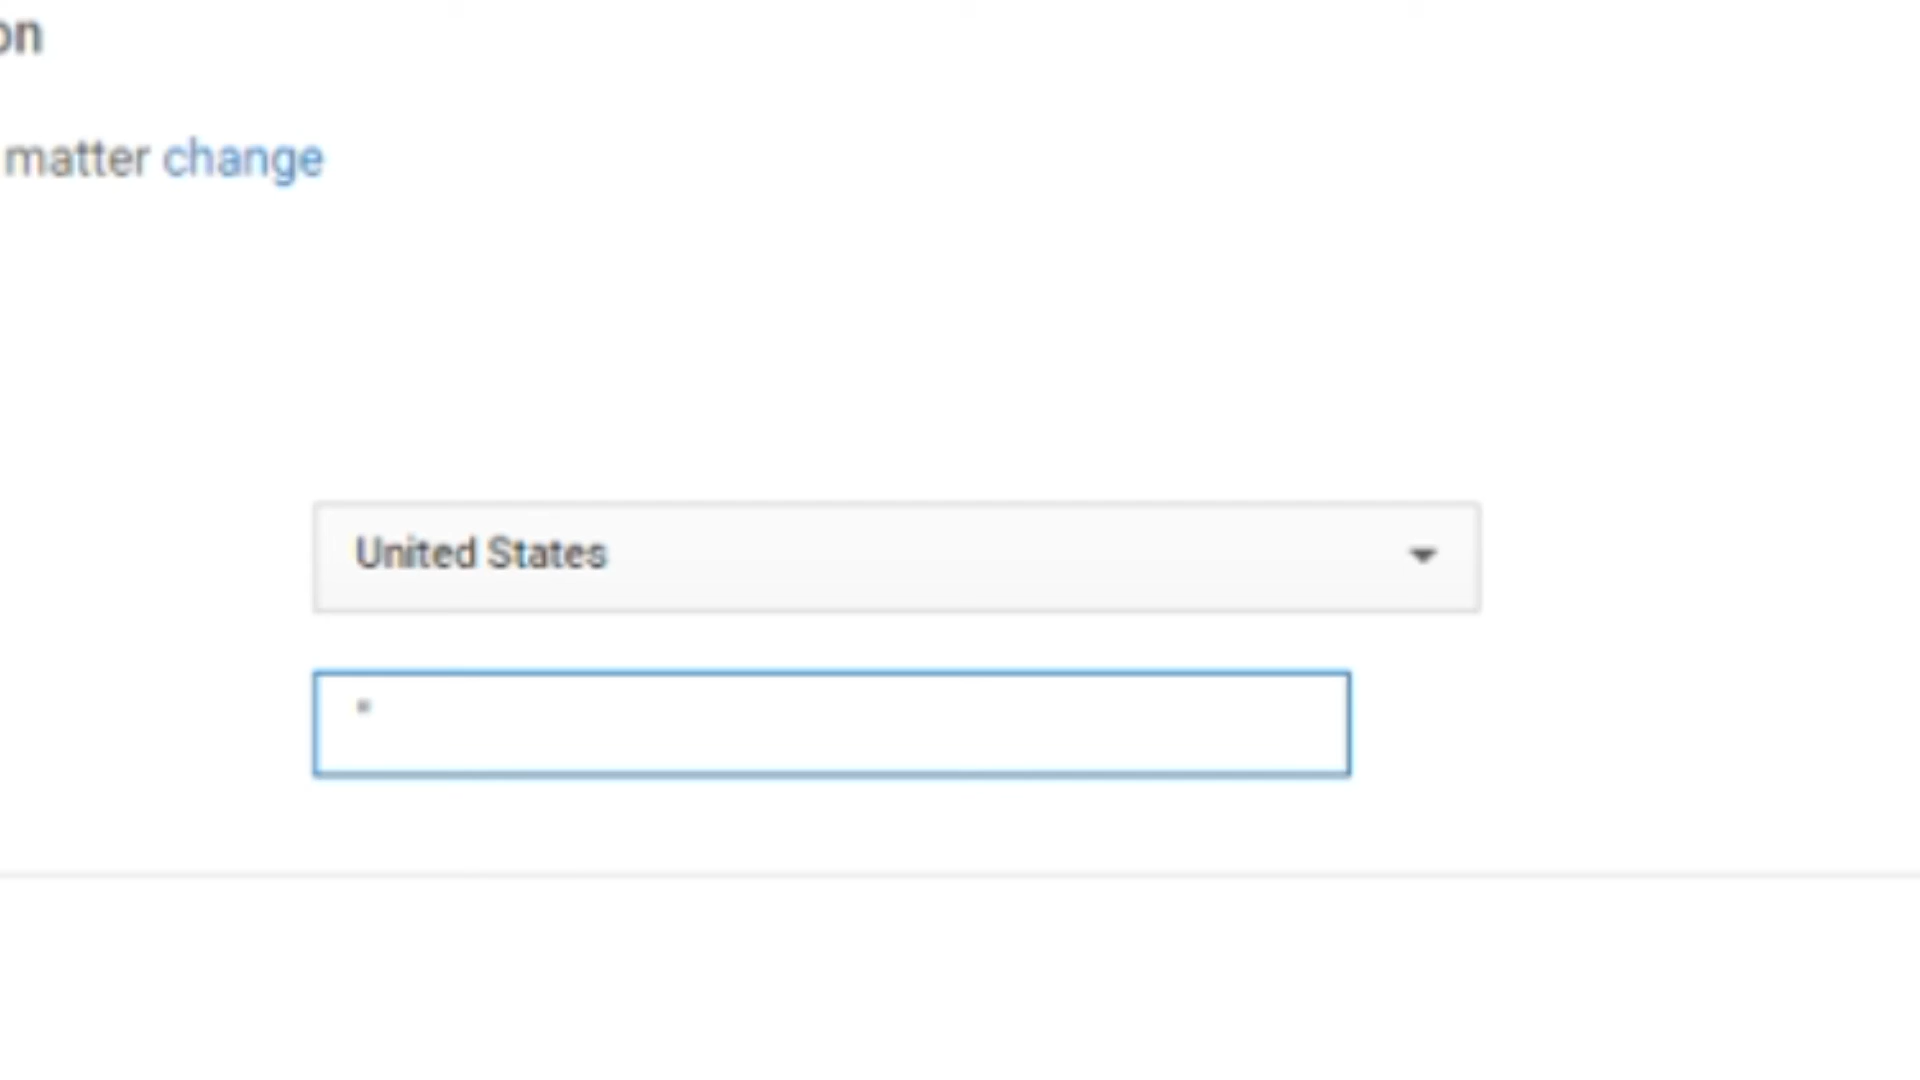 on
matter change
United States
*